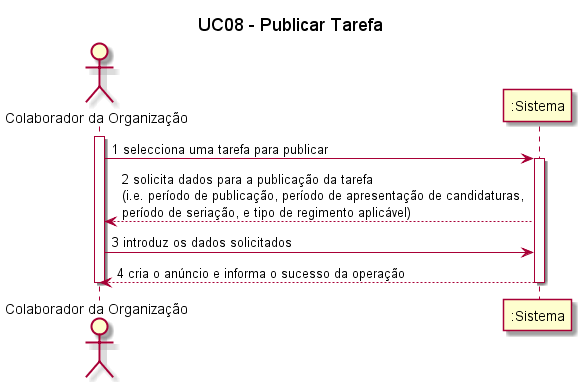 UC08 - Publicar Tarefa
Colaborador da Organização
:Sistema
1 selecciona uma tarefa para publicar
2 solicita dados para a publicação da tarefa
(i.e. período de publicação, período de apresentação de candidaturas,
período de seriação, e tipo de regimento aplicável)
3 introduz os dados solicitados
4 cria o anúncio e informa o sucesso da operação
Colaborador da Organização
:Sistema